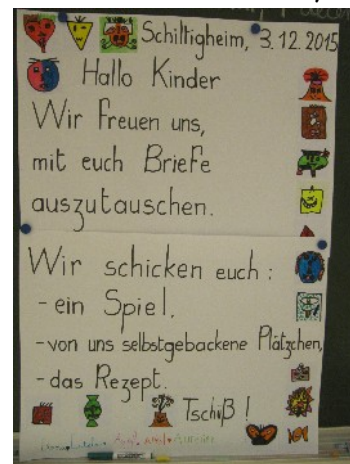 Schiltigheim, 3.12.2015
Hallo Kinder
Wir freuen uns,
mit euch Briefe
auszutauschen.
Wir schicken euch :
- ein Spiel.
- von uns selbstgebackene Plätzchen,
- das Rezept.
Tschiß !